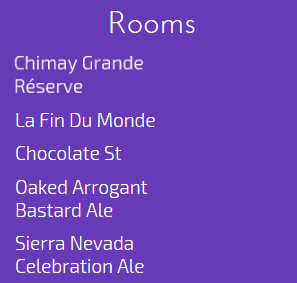 Rooms
Chimay Grande
Réserve
La Fin Du Monde
Chocolate St
Oaked Arrogant
Bastard Ale
Sierra Nevada
Celebration Ale